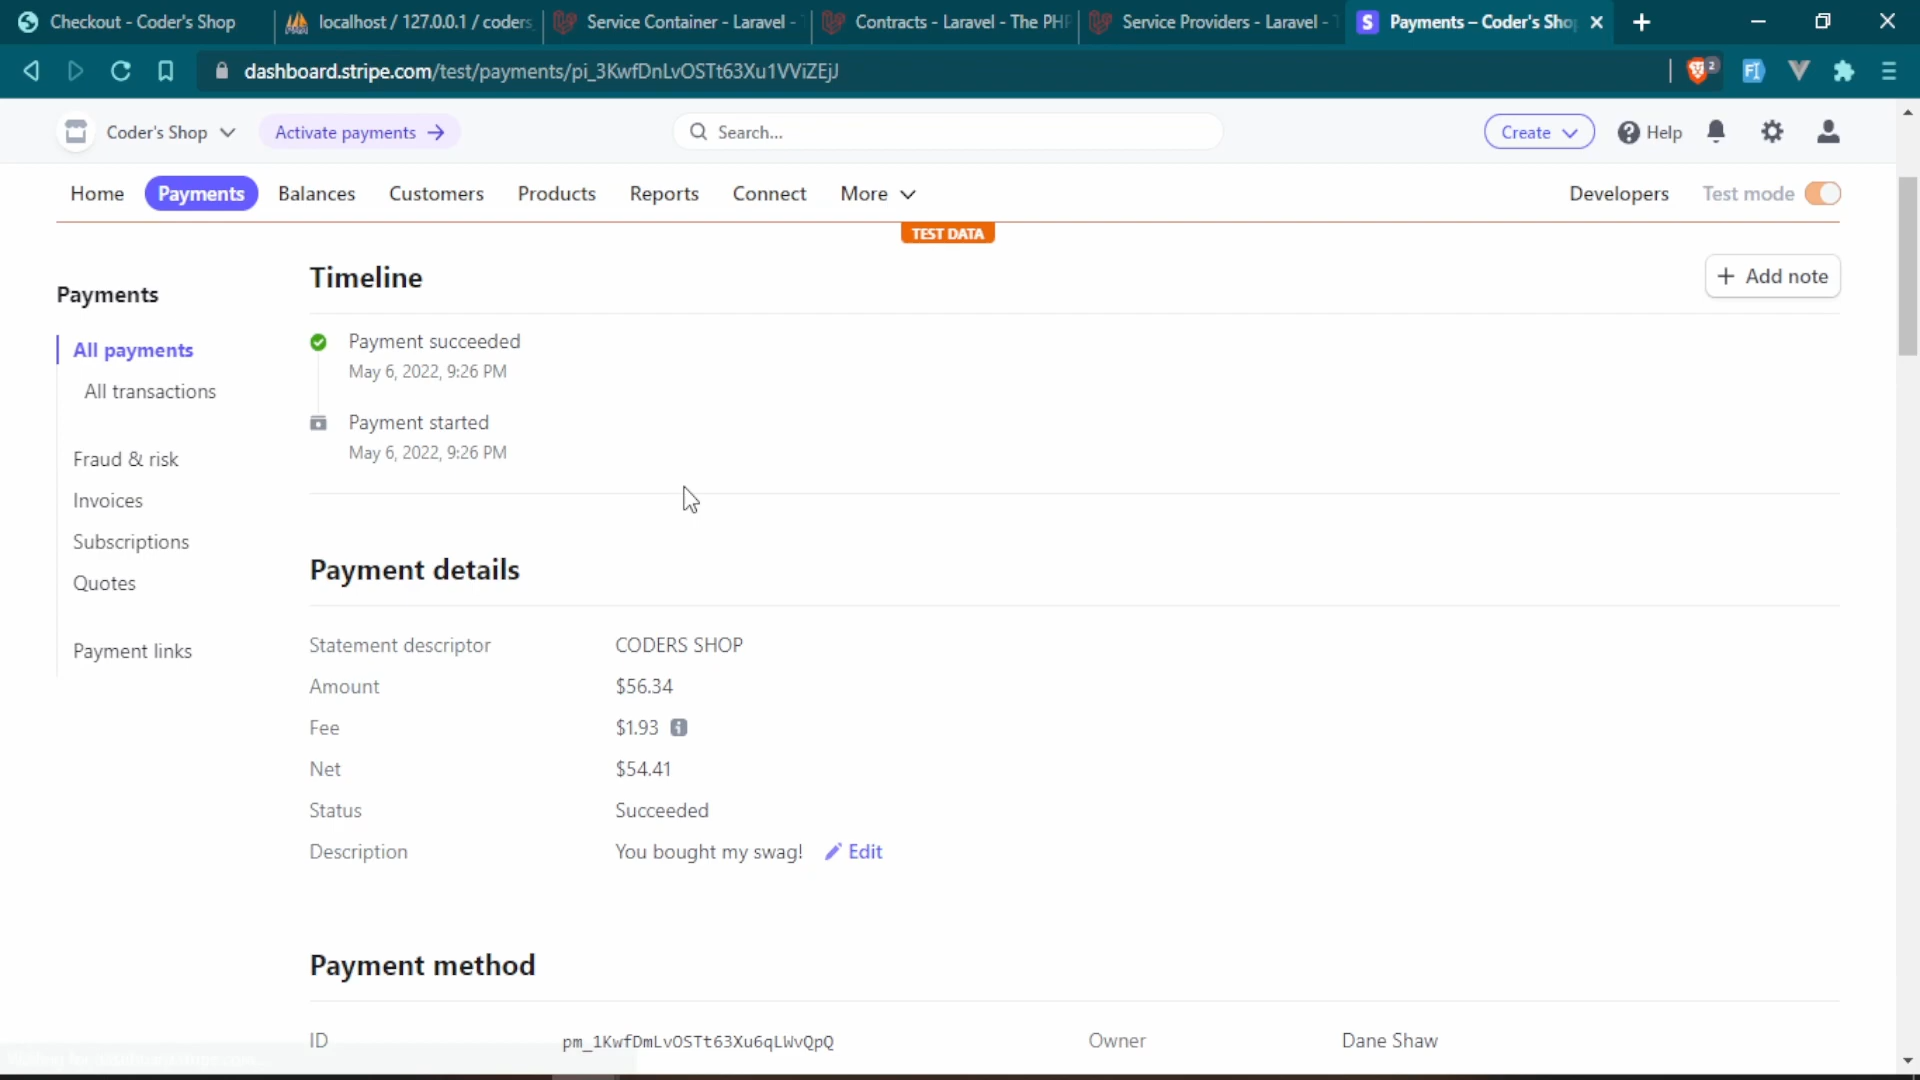 Checkout - Coder's Shop
localhost / 127.0.0.1 / coders
Service Container - Laravel -
Contracts - Laravel - The PHP
Service Providers - Laravel -
Payments – Coder's Shop
dashboard.stripe.com/test/payments/pi_3KwfDnLvOSTt63Xu1VViZEjJ
2
Coder's Shop
Activate payments
Search...
Create
Help
Home
Payments
Balances
Customers
Products
Reports
Connect
More
Developers
Test mode
TEST DATA
Payments
All payments
All transactions
Fraud & risk
Invoices
Subscriptions
Quotes
Payment links
Timeline
Add note
Payment succeeded
May 6, 2022, 9:26 PM
Payment started
May 6, 2022, 9:26 PM
Payment details
Statement descriptor CODERS SHOP
Amount $56.34
Fee $1.93
Net $54.41
Status Succeeded
Description You bought my swag! Edit
Payment method
ID pm_1KwfDmLvOSTt63Xu6qLWvQpQ Owner Dane Shaw